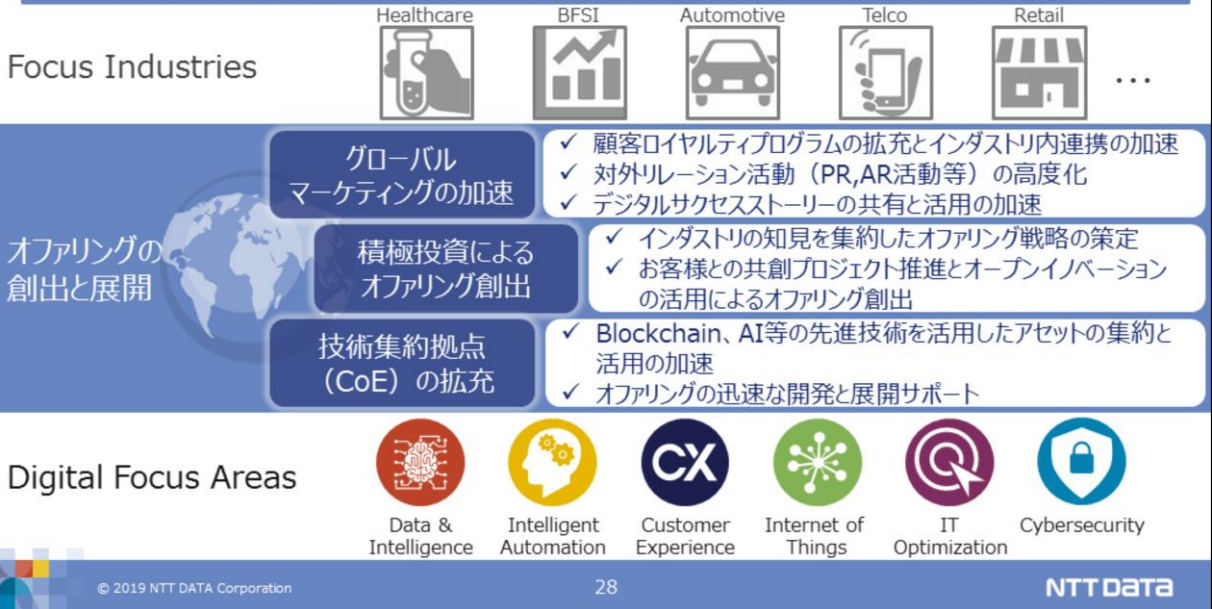 Healthcare BFSI Automotive Telco Retail
Focus Industries
...
オファリングの
創出と展開
グローバル
マーケティングの加速
✓ 顧客ロイヤルティプログラムの拡充とインダストリ内連携の加速
✓ 対外リレーション活動（PR,AR活動等）の高度化
✓ デジタルサクセスストーリーの共有と活用の加速
積極投資による
オファリング創出
✓ インダストリの知見を集約したオファリング戦略の策定
✓ お客様との共創プロジェクト推進とオープンイノベーション
の活用によるオファリング創出
技術集約拠点
（CoE）の拡充
✓ Blockchain、AI等の先進技術を活用したアセットの集約と
活用の加速
✓ オファリングの迅速な開発と展開サポート
Digital Focus Areas
CX
Data &
Intelligence
Intelligent
Automation
Customer
Experience
Internet of
Things
IT
Optimization
Cybersecurity
© 2019 NTT DATA Corporation
28
NTT DATA